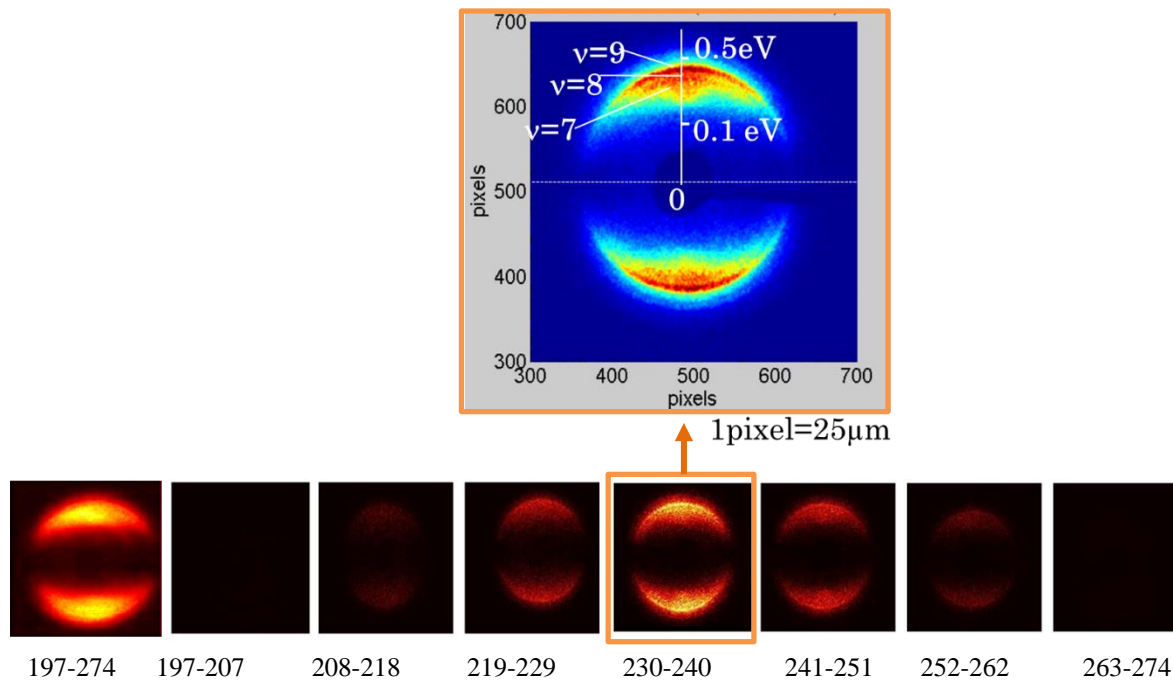 700
ν=9
0.5eV
ν=8
600
ν=7
0.1 eV
500
0
400
300
pixels
300 400 500 600 700
pixels
1pixel=25µm
197-274 197-207 208-218 219-229 230-240 241-251 252-262 263-274